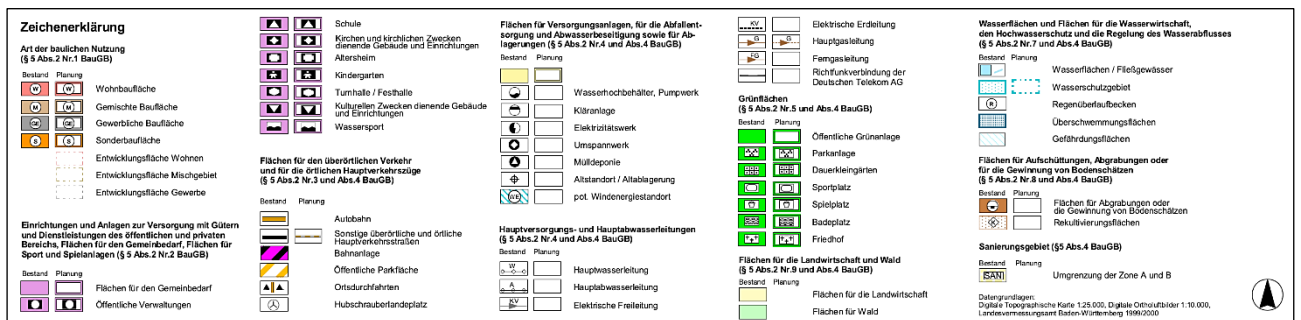 Zeichenerklärung
Art der baulichen Nutzung
(§ 5 Abs.2 Nr.1 BauGB)
Bestand Planung
W W Wohnbaufläche
M M Gemischte Baufläche
GE GE Gewerbliche Baufläche
S S Sonderbaufläche
Entwicklungsfläche Wohnen
Entwicklungsfläche Mischgebiet
Entwicklungsfläche Gewerbe
Einrichtungen und Anlagen zur Versorgung mit Gütern
und Dienstleistungen des öffentlichen und privaten
Bereichs, Flächen für den Gemeinbedarf, Flächen für
Sport und Spielanlagen (§ 5 Abs.2 Nr.2 BauGB)
Bestand Planung
Flächen für den Gemeinbedarf
Öffentliche Verwaltungen
Schule
Kirchen und kirchlichen Zwecken
dienende Gebäude und Einrichtungen
Altersheim
Kindergarten
Turnhalle / Festhalle
Kulturellen Zwecken dienende Gebäude
und Einrichtungen
Wassersport
Flächen für den überörtlichen Verkehr
und für die örtlichen Hauptverkehrszüge
(§ 5 Abs.2 Nr.3 und Abs.4 BauGB)
Bestand Planung
Autobahn
Sonstige überörtliche und örtliche
Hauptverkehrsstraßen
Bahnanlage
Öffentliche Parkfläche
Ortsdurchfahrten
Hubschrauberlandeplatz
Flächen für Versorgungsanlagen, für die Abfallent-
sorgung und Abwasserbeseitigung sowie für Ab-
lagerungen (§ 5 Abs.2 Nr.4 und Abs.4 BauGB)
Bestand Planung
Wasserhochbehälter, Pumpwerk
Kläranlage
Elektrizitätswerk
Umspannwerk
Mülldeponie
Altstandort / Altablagerung
WE pot. Windenergiestandort
Hauptversorgungs- und Hauptabwasserleitungen
(§ 5 Abs.2 Nr.4 und Abs.4 BauGB)
Bestand Planung
W Hauptwasserleitung
A Hauptabwasserleitung
KV Elektrische Freileitung
KV Elektrische Erdleitung
G G Hauptgasleitung
FG Ferngasleitung
Richtfunkverbindung der
Deutschen Telekom AG
Grünflächen
(§ 5 Abs.2 Nr.5 und Abs.4 BauGB)
Bestand Planung
Öffentliche Grünanlage
Parkanlage
Dauerkleingärten
Sportplatz
Spielplatz
Badeplatz
Friedhof
Flächen für die Landwirtschaft und Wald
(§ 5 Abs.2 Nr.9 und Abs.4 BauGB)
Bestand Planung
Flächen für die Landwirtschaft
Flächen für Wald
Wasserflächen und Flächen für die Wasserwirtschaft,
den Hochwasserschutz und die Regelung des Wasserabflusses
(§ 5 Abs.2 Nr.7 und Abs.4 BauGB)
Bestand Planung
Wasserflächen / Fließgewässer
Wasserschutzgebiet
R Regenüberlaufbecken
Überschwemmungsflächen
Gefährdungsflächen
Flächen für Aufschüttungen, Abgrabungen oder
für die Gewinnung von Bodenschätzen
(§ 5 Abs.2 Nr.8 und Abs.4 BauGB)
Bestand Planung
Flächen für Abgrabungen oder
die Gewinnung von Bodenschätzen
Rekultivierungsflächen
Sanierungsgebiet (§5 Abs.4 BauGB)
Bestand Planung
SAN Umgrenzung der Zone A und B
Datengrundlagen:
Digitale Topographische Karte 1:25.000, Digitale Ortholuftbilder 1:10.000,
Landesvermessungsamt Baden-Württemberg 1999/2000